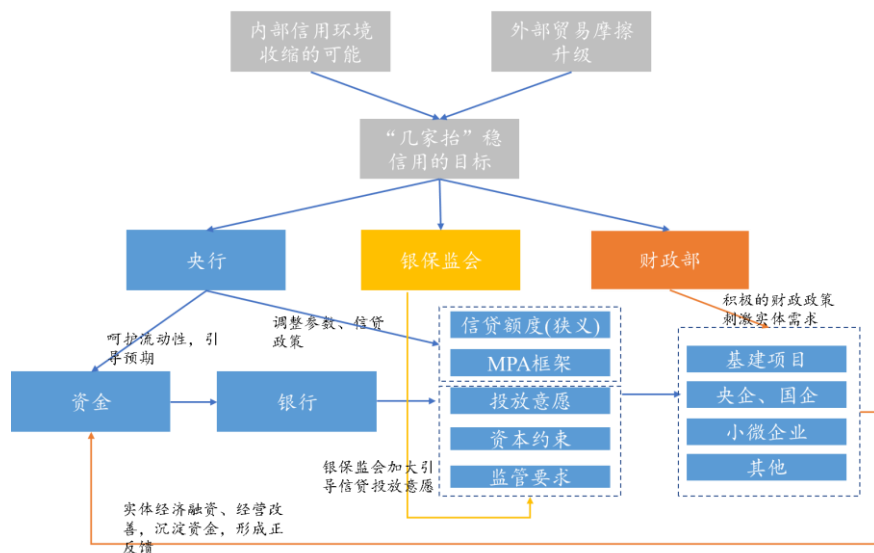 内部信用环境
收缩的可能
外部贸易摩擦
升级
“几家抬”稳
信用的目标
央行
银保监会
财政部
呵护流动性，引
导预期
调整参数、信贷
政策
积极的财政政策
刺激实体需求
信贷额度(狭义)
MPA框架
资金
银行
投放意愿
资本约束
监管要求
基建项目
央企、国企
小微企业
其他
银保监会加大引
导信贷投放意愿
实体经济融资、经营改
善，沉淀资金，形成正
反馈